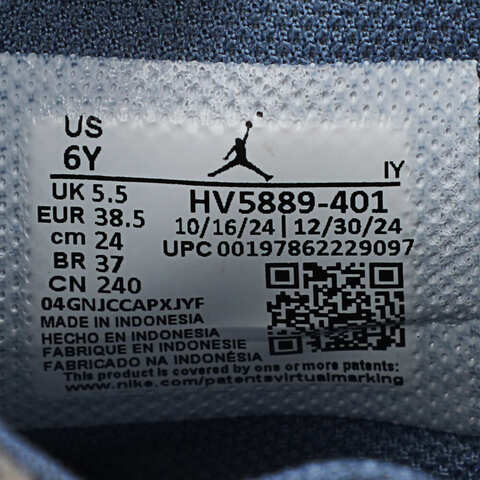 US
6Y
IY
UK 5.5
EUR 38.5
cm 24
BR 37
CN 240
HV5889-401
10/16/24 | 12/30/24
UPC 00197862229097
04GNJCCAPXJYF
MADE IN INDONESIA
HECHO EN INDONESIA
FABRIQUE EN INDONESIE
FABRICADO NA INDONÉSIA
This product is covered by one or more patents:
www.nike.com/patentsvirtualmarking